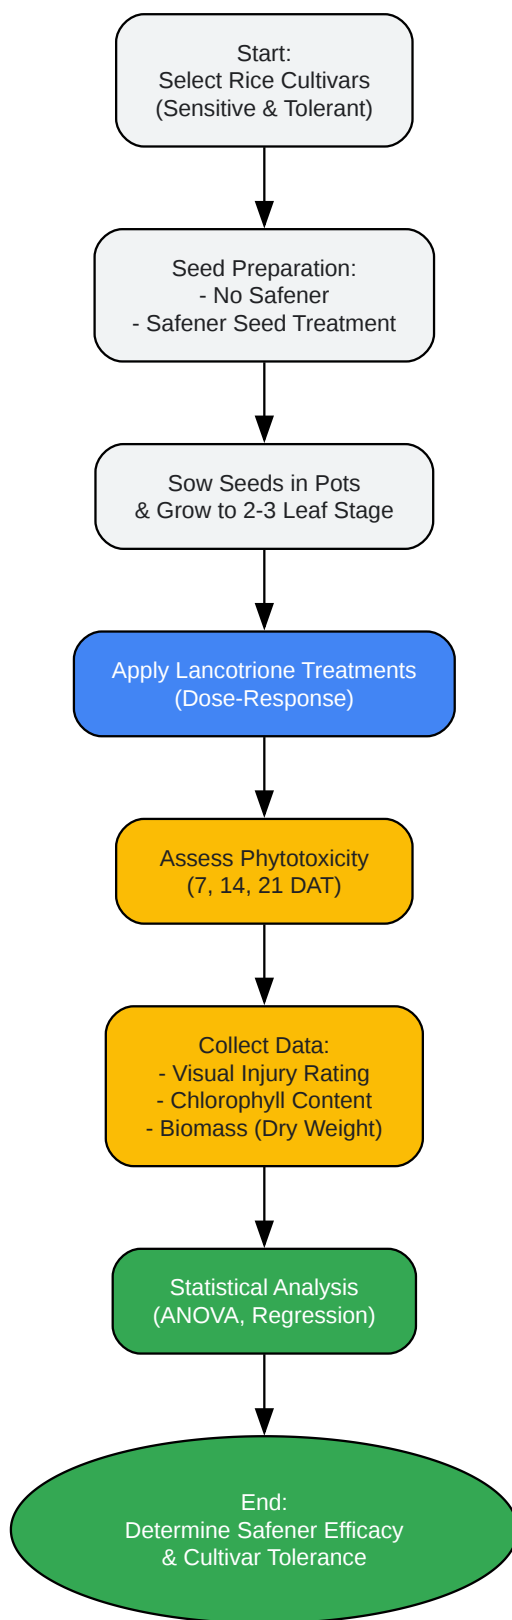 Start:
Select Rice Cultivars
(Sensitive & Tolerant)
Seed Preparation:
- No Safener
- Safener Seed Treatment
Sow Seeds in Pots
& Grow to 2-3 Leaf Stage
Apply Lancotrione Treatments
(Dose-Response)
Assess Phytotoxicity
(7, 14, 21 DAT)
Collect Data:
- Visual Injury Rating
- Chlorophyll Content
- Biomass (Dry Weight)
Statistical Analysis
(ANOVA, Regression)
End:
Determine Safener Efficacy
& Cultivar Tolerance